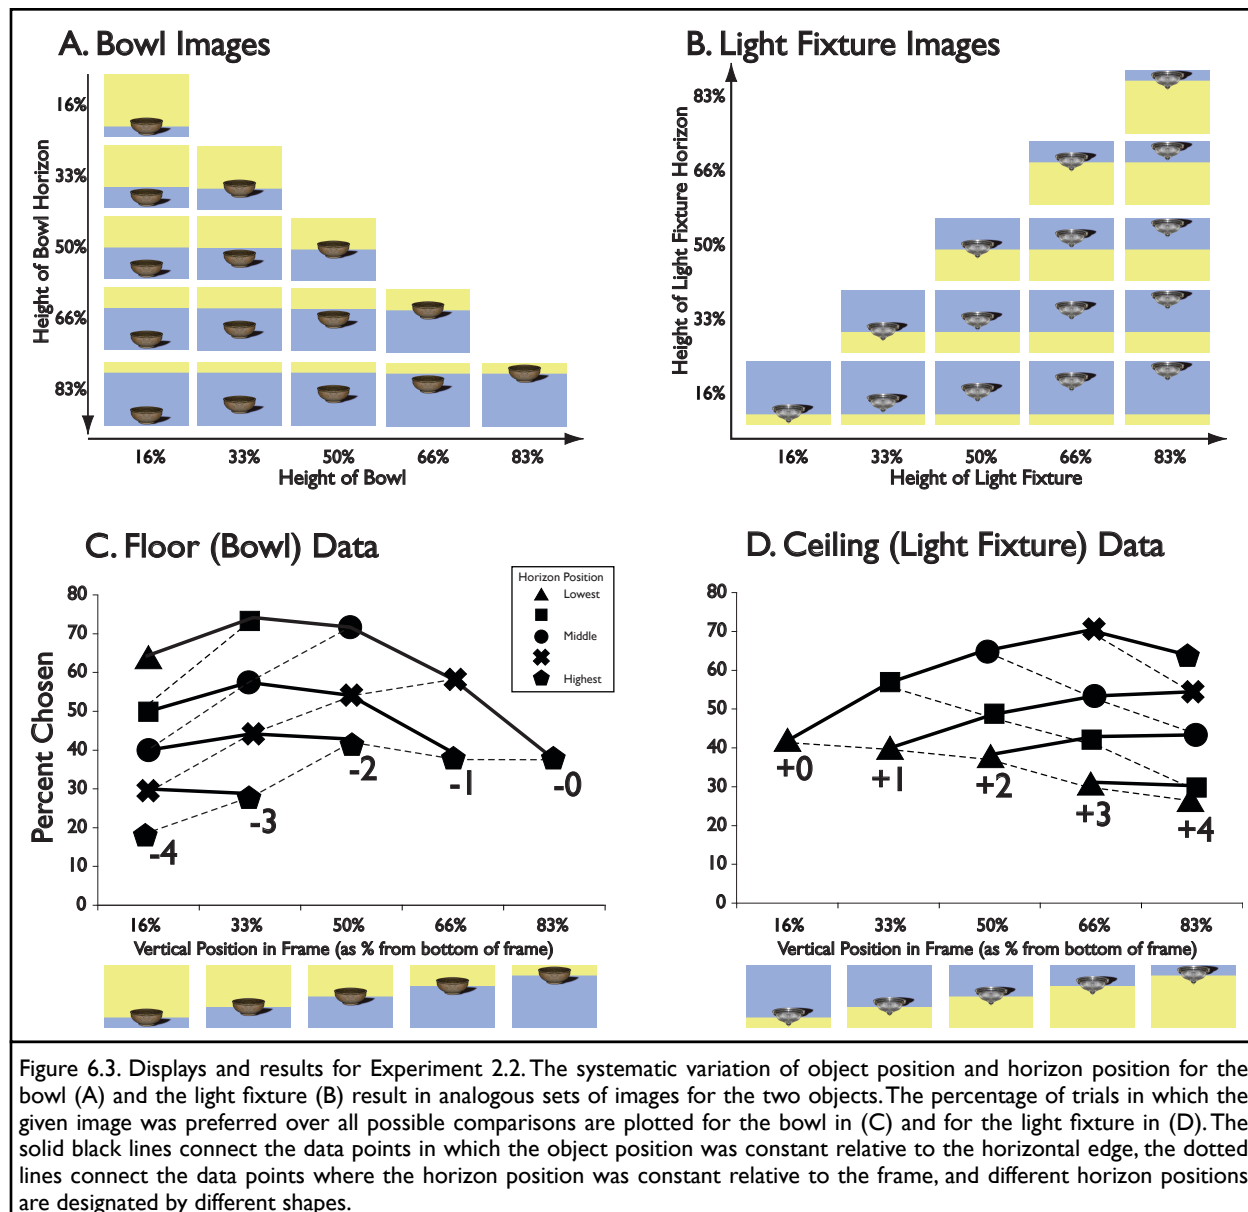 A. Bowl Images
Height of Bowl Horizon
16%
33%
50%
66%
83%
16% 33% 50% 66% 83%
Height of Bowl
B. Light Fixture Images
Height of Light Fixture Horizon
83%
66%
50%
33%
16%
16% 33% 50% 66% 83%
Height of Light Fixture
C. Floor (Bowl) Data
Percent Chosen
80
70
60
50
40
30
20
10
0
Horizon Position
Lowest
Middle
Highest
-4
-3
-2
-1
-0
16% 33% 50% 66% 83%
Vertical Position in Frame (as % from bottom of frame)
D. Ceiling (Light Fixture) Data
80
70
60
50
40
30
20
10
0
+0
+1
+2
+3
+4
16% 33% 50% 66% 83%
Vertical Position in Frame (as % from bottom of frame)
Figure 6.3. Displays and results for Experiment 2.2. The systematic variation of object position and horizon position for the
bowl (A) and the light fixture (B) result in analogous sets of images for the two objects. The percentage of trials in which the
given image was preferred over all possible comparisons are plotted for the bowl in (C) and for the light fixture in (D). The
solid black lines connect the data points in which the object position was constant relative to the horizontal edge, the dotted
lines connect the data points where the horizon position was constant relative to the frame, and different horizon positions
are designated by different shapes.